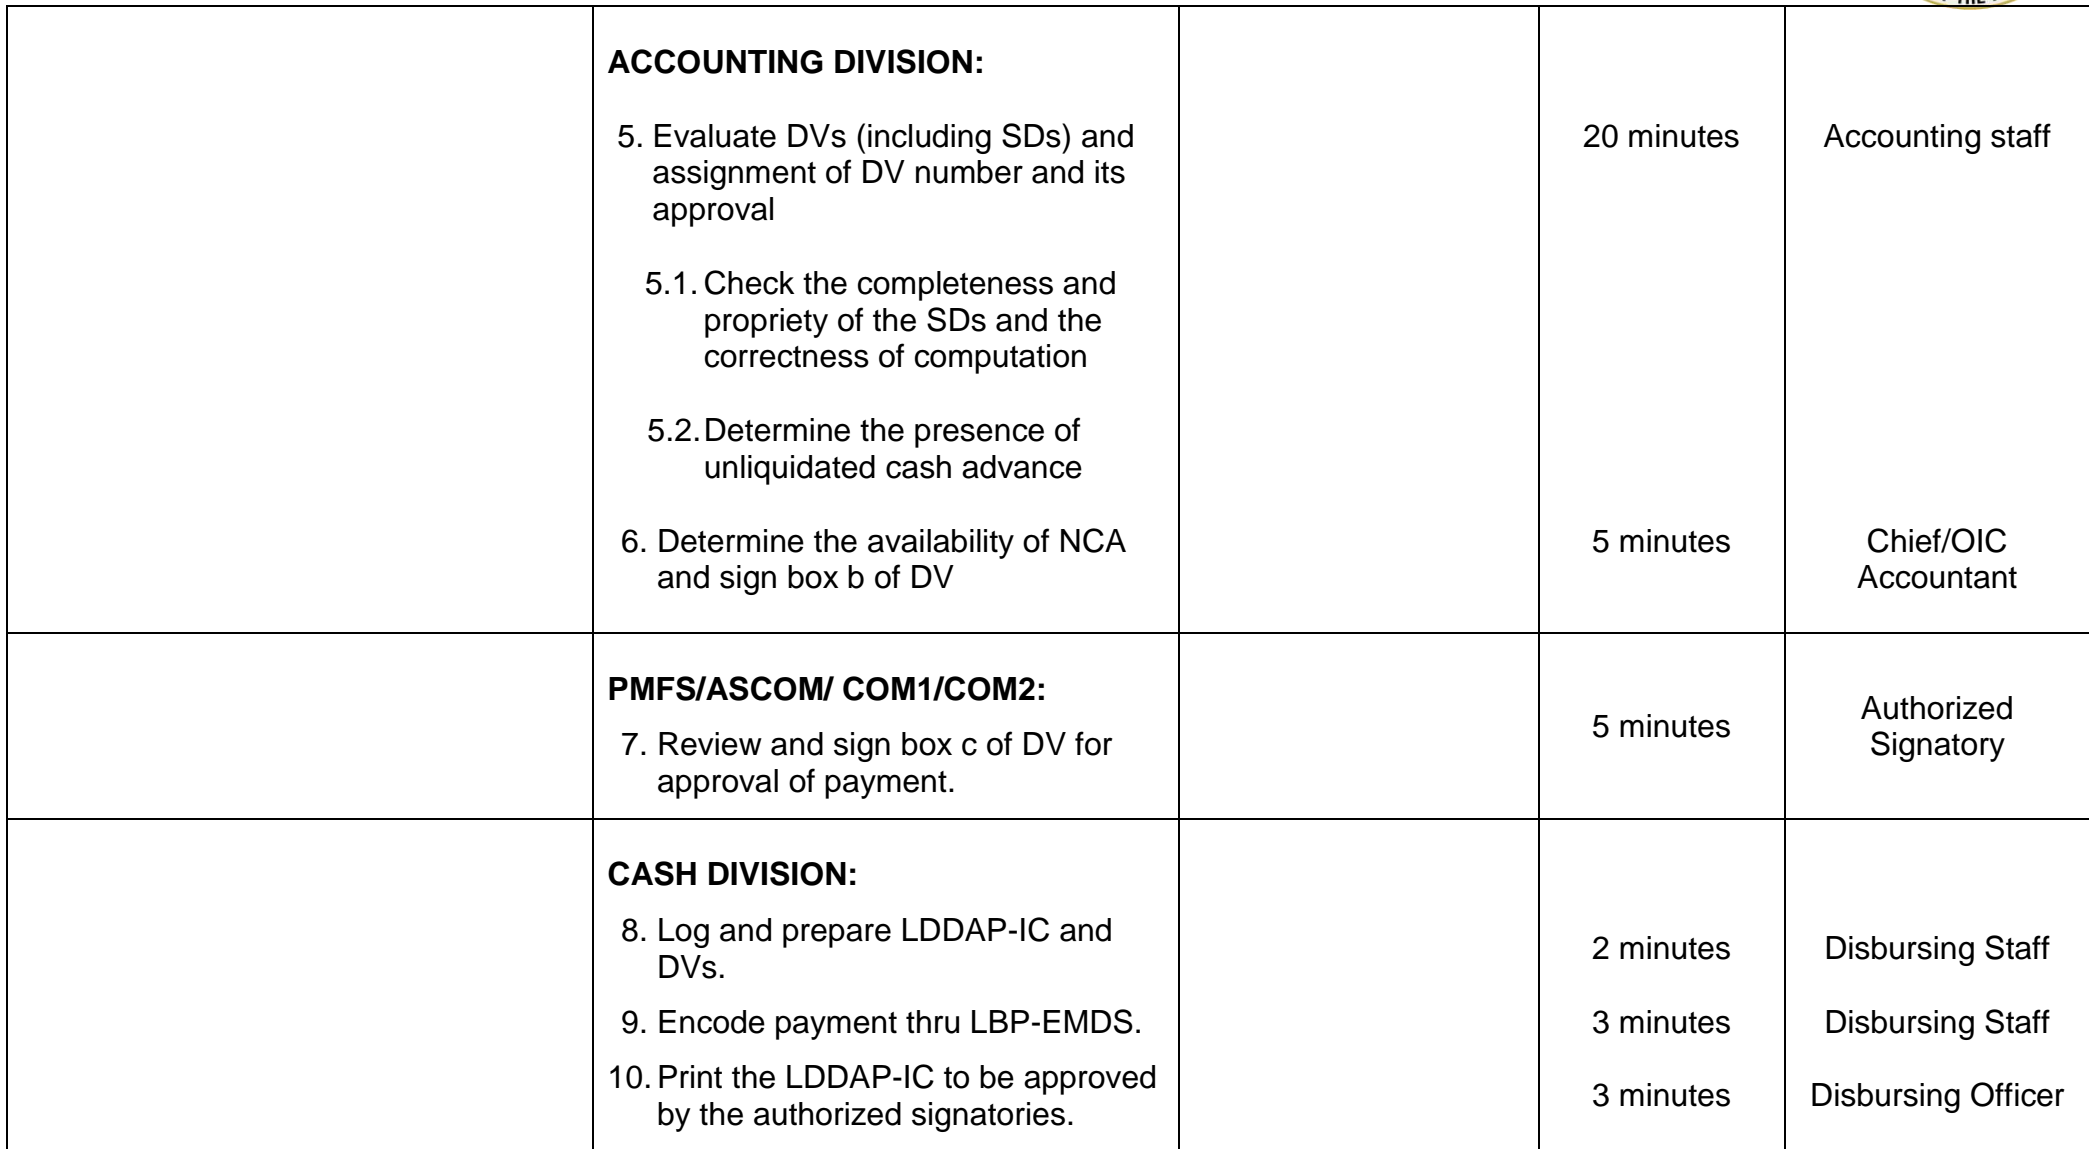 THE
ACCOUNTING DIVISION:
5. Evaluate DVs (including SDs) and
assignment of DV number and its
approval
20 minutes
Accounting staff
5.1. Check the completeness and
propriety of the SDs and the
correctness of computation
5.2. Determine the presence of
unliquidated cash advance
6. Determine the availability of NCA
and sign box b of DV
5 minutes
Chief/OIC
Accountant
PMFS/ASCOM/ COM1/COM2:
7. Review and sign box c of DV for
approval of payment.
5 minutes
Authorized
Signatory
CASH DIVISION:
8. Log and prepare LDDAP-IC and
DVs.
2 minutes
Disbursing Staff
9. Encode payment thru LBP-EMDS.
3 minutes
Disbursing Staff
10. Print the LDDAP-IC to be approved
by the authorized signatories.
3 minutes
Disbursing Officer